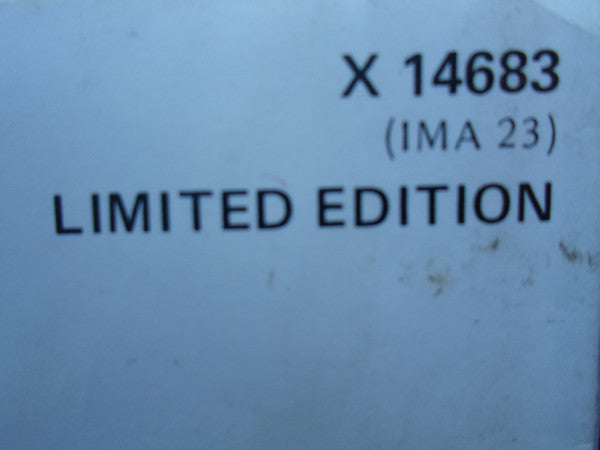 X 14683
(IMA 23)
LIMITED EDITION